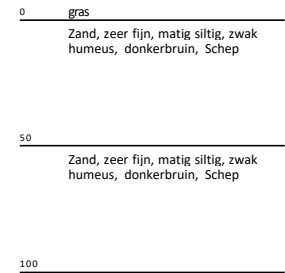 0 gras
Zand, zeer fijn, matig siltig, zwak
humeus, donkerbruin, Schep
50
Zand, zeer fijn, matig siltig, zwak
humeus, donkerbruin, Schep
100